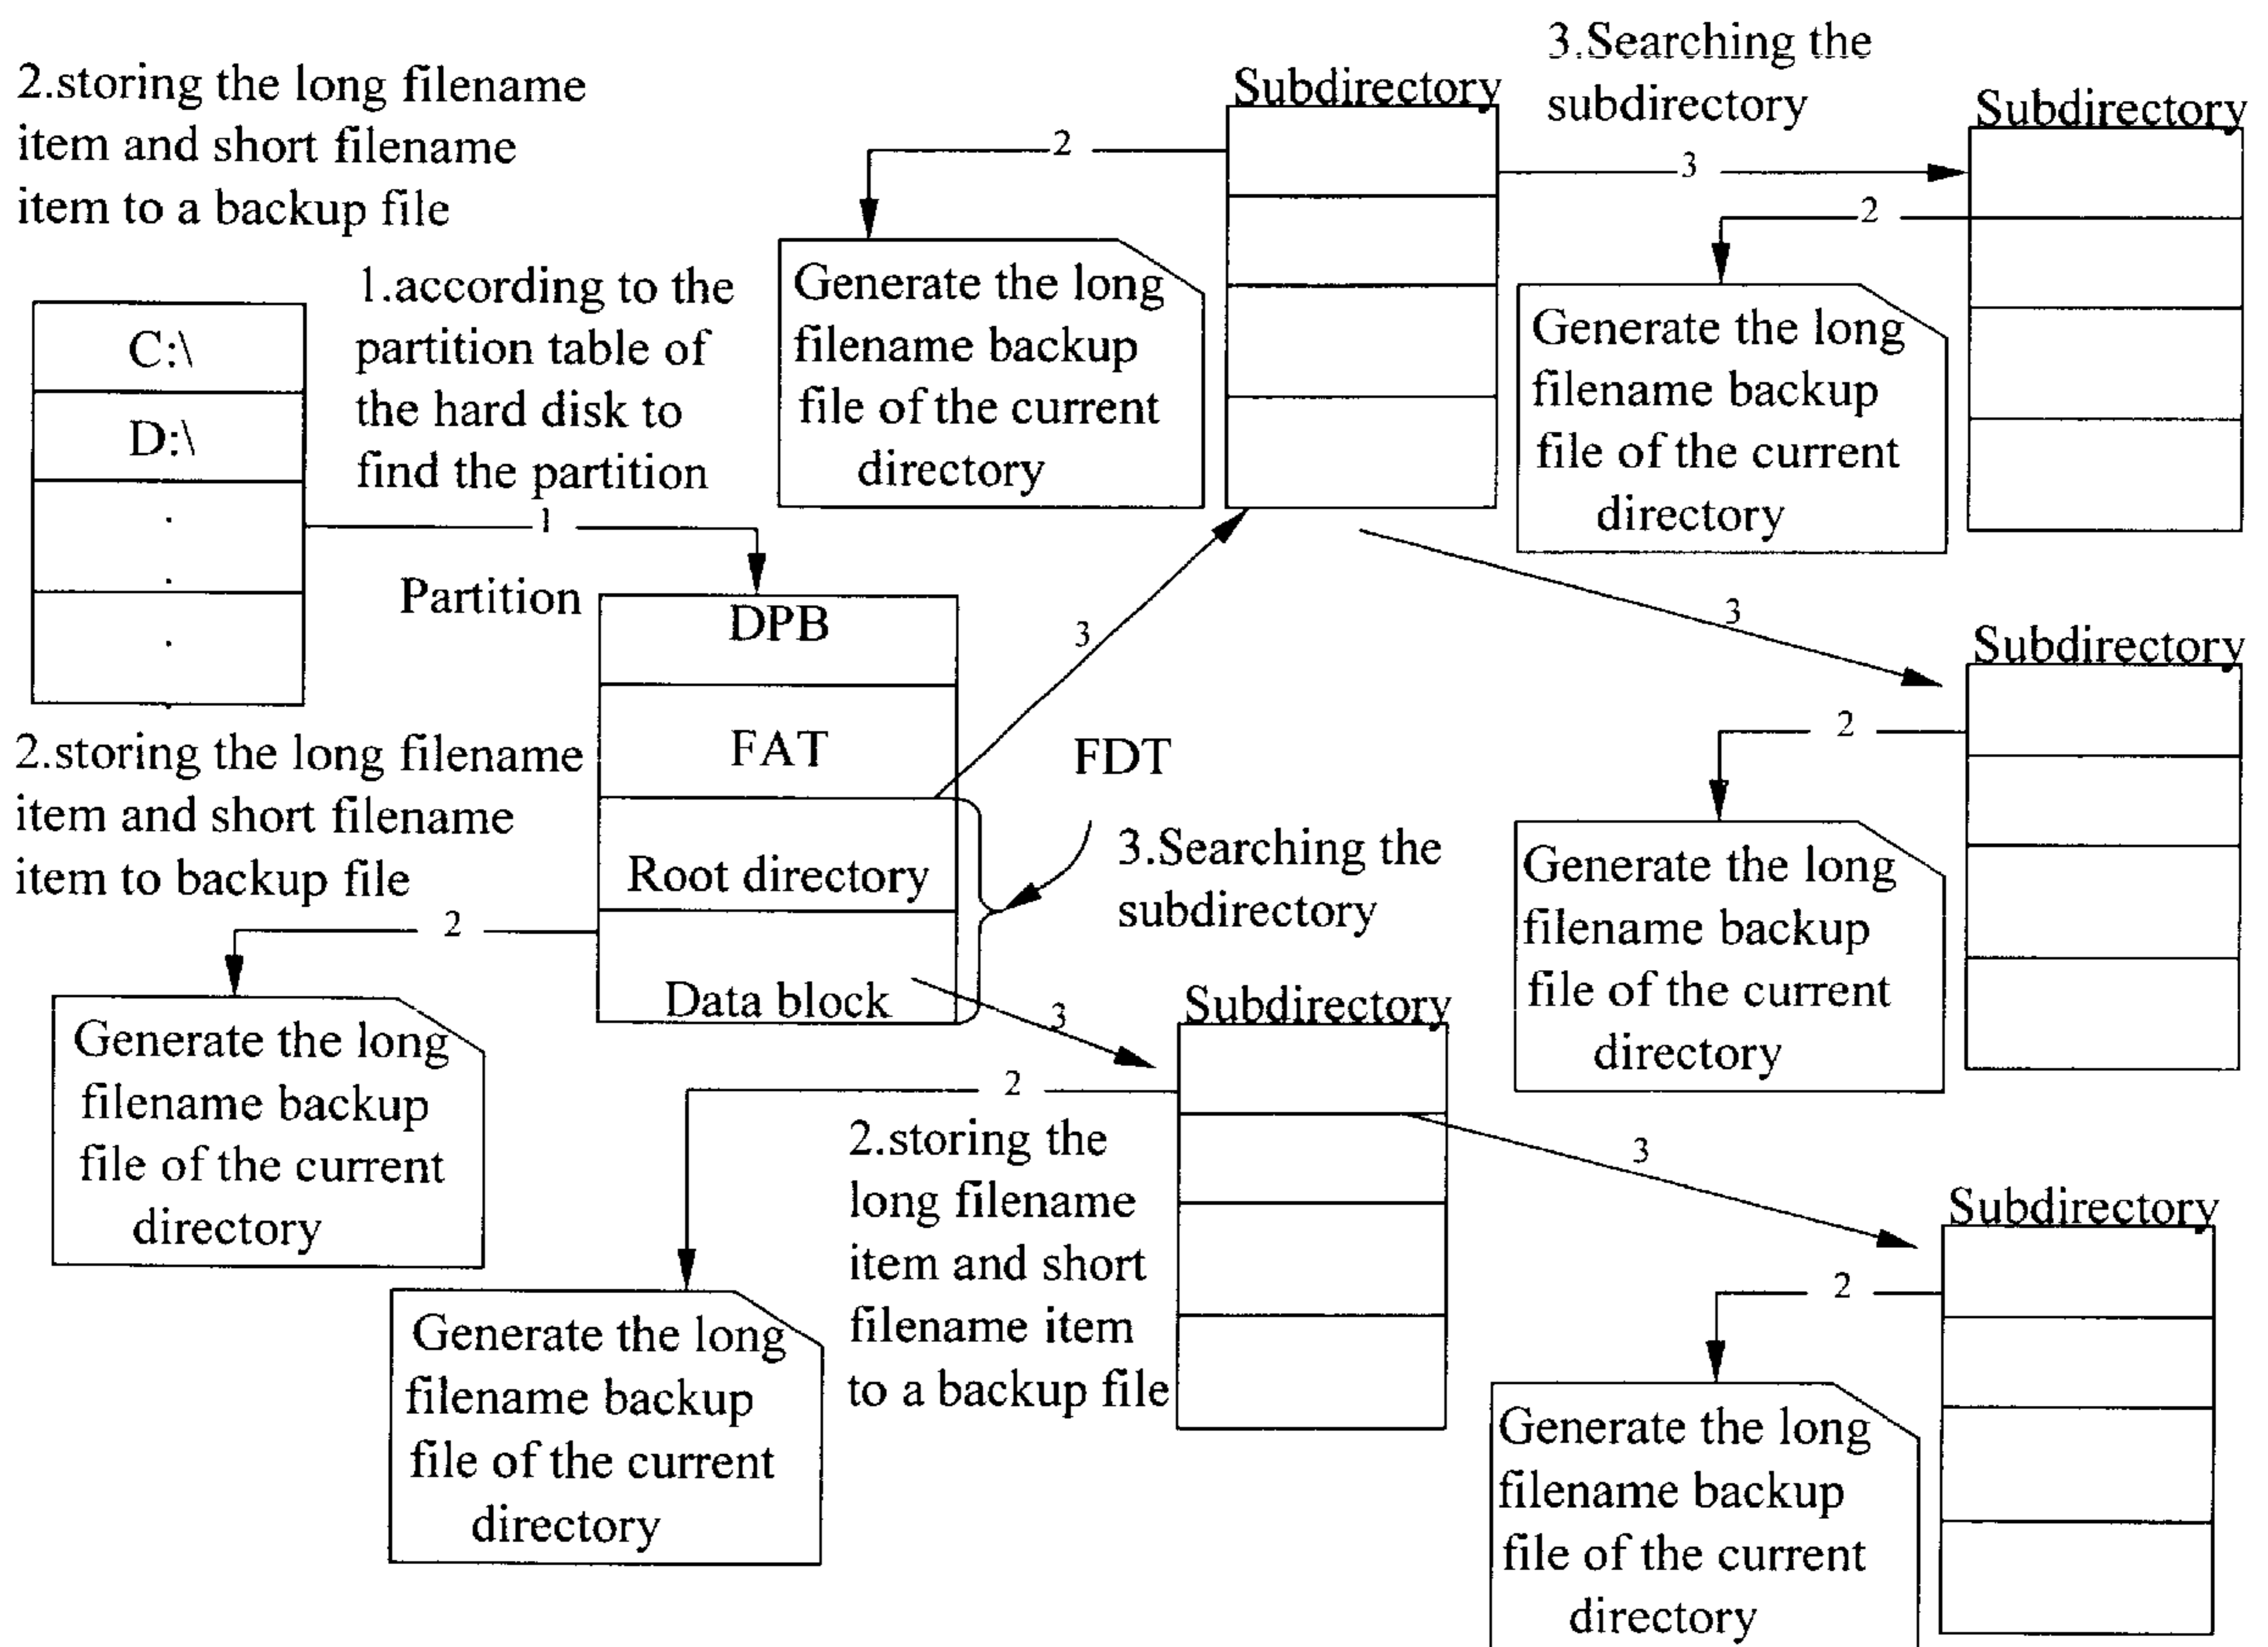 2.storing the long filename
item and short filename
item to a backup file
C:\
D:\
.
.
.
.
1.according to the
partition table of
the hard disk to
find the partition
1
Subdirectory
2
Generate the long
filename backup
file of the current
directory
3.Searching the
subdirectory
3
Subdirectory
2
Generate the long
filename backup
file of the current
directory
Partition
DPB
FAT
Root directory
Data block
3
FDT
3.Searching the
subdirectory
3
Subdirectory
2
Generate the long
filename backup
file of the current
directory
2.storing the long filename
item and short filename
item to backup file
2
Generate the long
filename backup
file of the current
directory
3
Subdirectory
2
2.storing the
long filename
item and short
filename item
to a backup file
Generate the long
filename backup
file of the current
directory
3
Subdirectory
2
Generate the long
filename backup
file of the current
directory